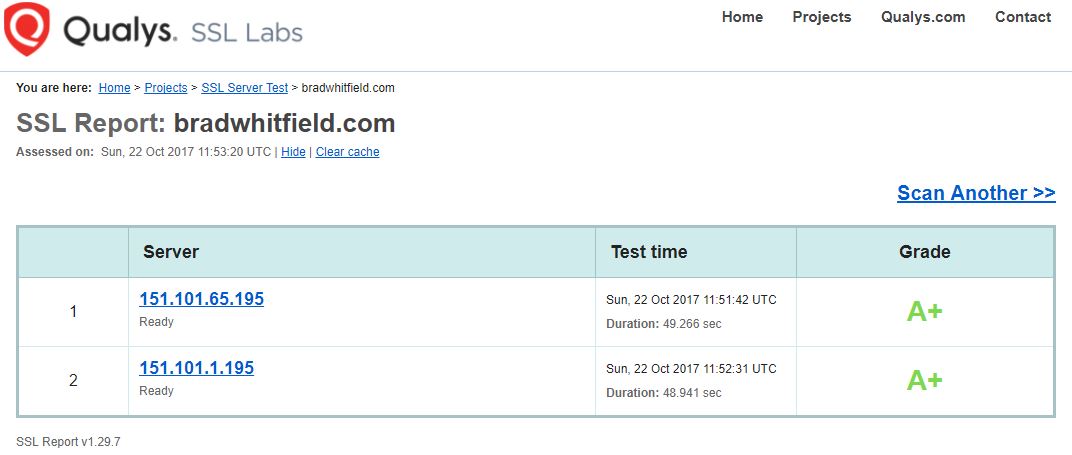 Qualys. SSL LABS
Home Projects Qualys.com Contact
You are here: Home > Projects > SSL Server Test > bradwhitfield.com
SSL Report: bradwhitfield.com
Assessed on: Sun, 22 Oct 2017 11:53:20 UTC | Hide | Clear cache
Scan Another >>
Server Test time Grade
1 151.101.65.195 Ready Sun, 22 Oct 2017 11:51:42 UTC Duration: 49.266 sec A+
2 151.101.1.195 Ready Sun, 22 Oct 2017 11:52:31 UTC Duration: 48.941 sec A+
SSL Report v1.29.7